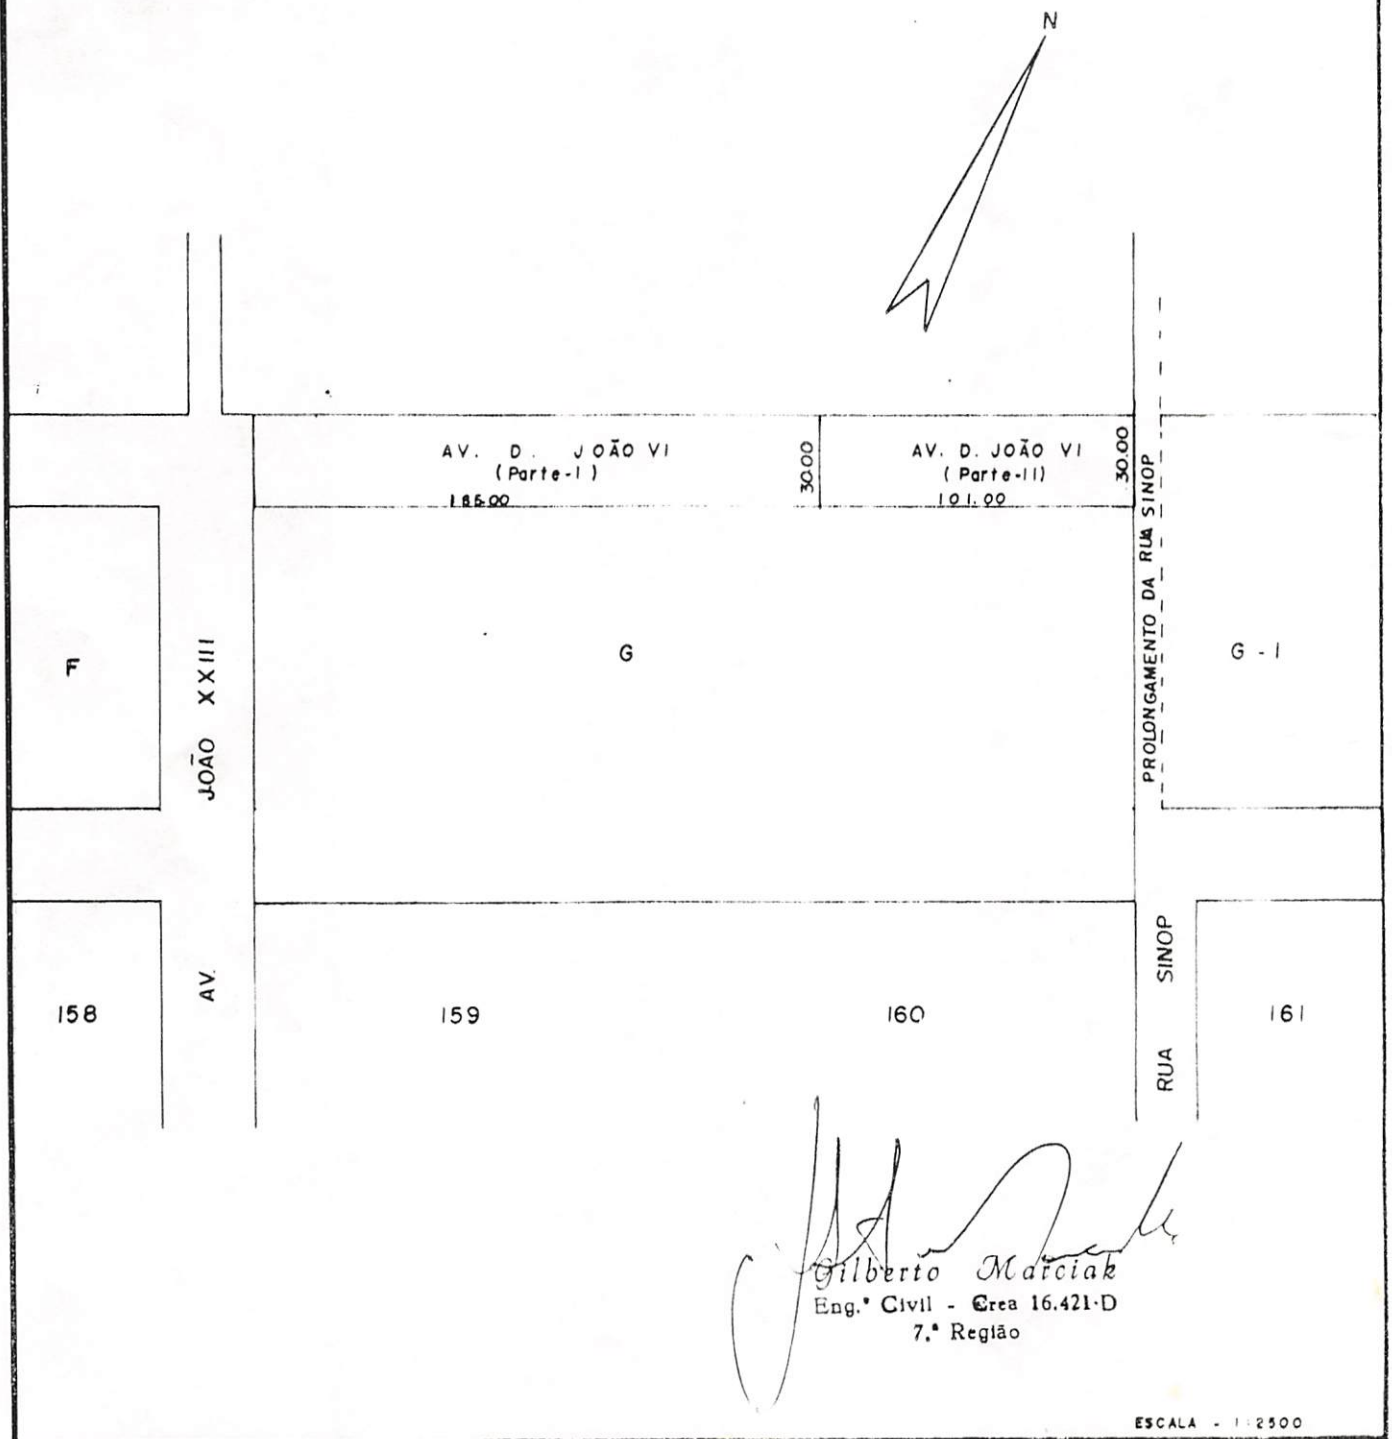 N
AV. D. JOÃO VI
(Parte-I)
30.00
AV. D. JOÃO VI
(Parte-II)
101.00
30.00
PROLONGAMENTO DA RUA SINOP
F
AV. JOÃO XXIII
G
G - I
158
159
160
RUA SINOP
161
Gilberto Marciak
Eng.º Civil - Crea 16.421-D
7.ª Região
ESCALA - 1:2500